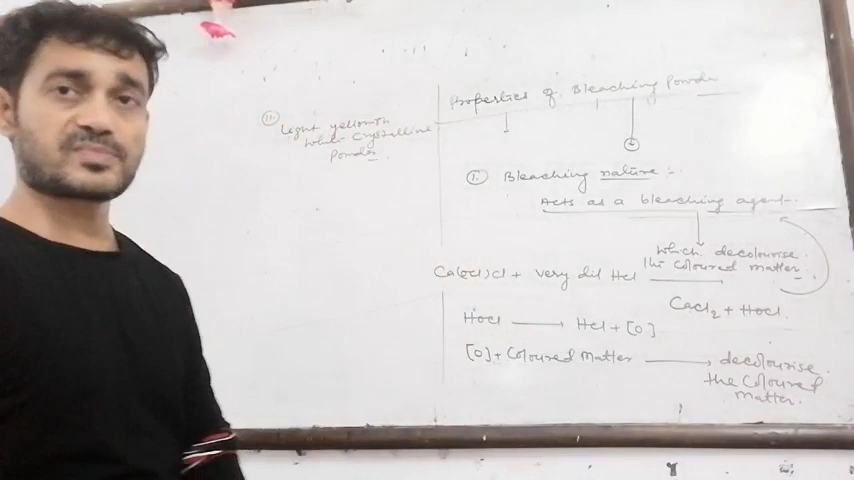 Properties of Bleaching Powder
(ii) Light yellowish
white Crystalline
Powder.
(i) Bleaching nature :-
Acts as a bleaching agent.
which decolourise
the coloured matter.
Ca(ocl)cl + very dil Hcl ⟶
Cacl2 + Hocl.
Hocl ⟶ Hcl + [O]
[O] + Coloured Matter ⟶ decolourise
the Coloured
matter.